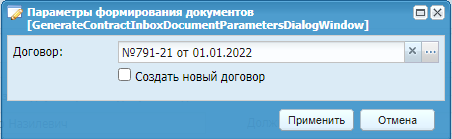 Параметры формирования документов
[GenerateContractInboxDocumentParametersDialogWindow]
Договор: №791-21 от 01.01.2022
Создать новый договор
Применить Отмена